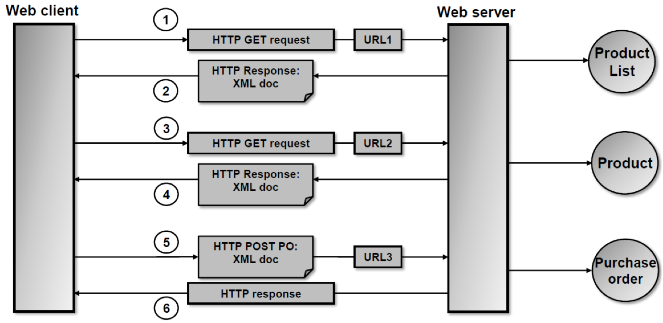 Web client
Web server
1
HTTP GET request
URL1
Product
List
HTTP Response:
XML doc
2
3
HTTP GET request
URL2
Product
HTTP Response:
XML doc
4
5
HTTP POST PO:
XML doc
URL3
Purchase
order
HTTP response
6